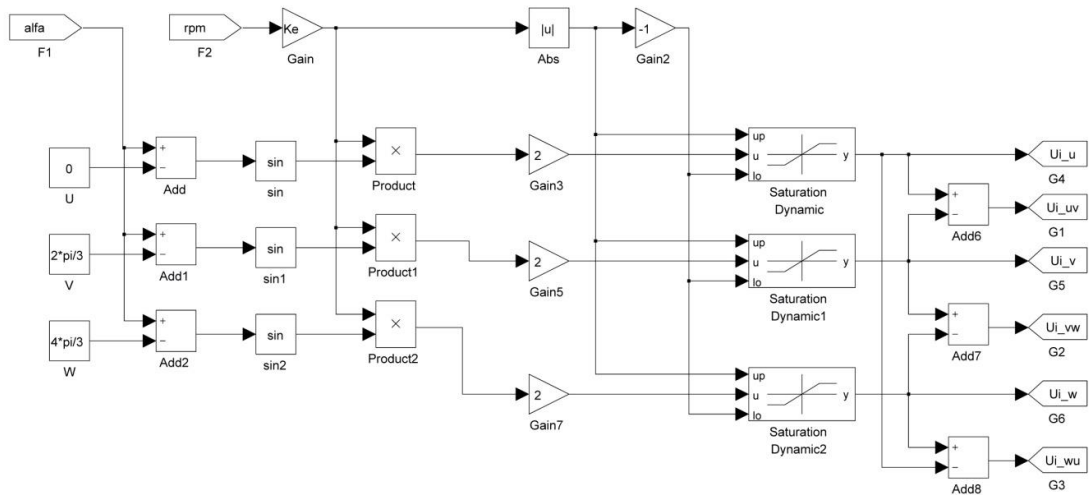 alfa
F1
rpm
F2
Ke
Gain
|u|
Abs
-1
Gain2
0
U
+
−
Add
sin
sin
×
Product
2
Gain3
up
u
lo
y
Saturation
Dynamic
Ui_u
G4
+
−
Add6
Ui_uv
G1
2*pi/3
V
+
−
Add1
sin
sin1
×
Product1
2
Gain5
up
u
lo
y
Saturation
Dynamic1
Ui_v
G5
+
−
Add7
Ui_vw
G2
4*pi/3
W
+
−
Add2
sin
sin2
×
Product2
2
Gain7
up
u
lo
y
Saturation
Dynamic2
Ui_w
G6
+
−
Add8
Ui_wu
G3